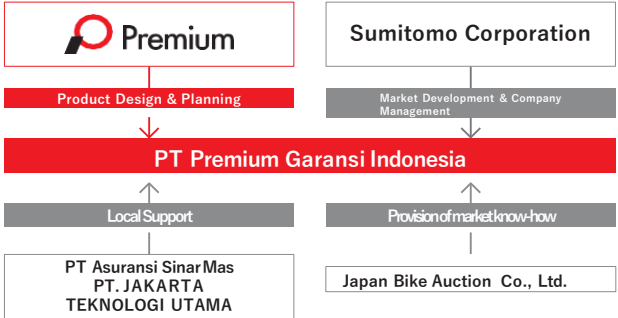 Premium
Sumitomo Corporation
Product Design & Planning
Market Development & Company
Management
PT Premium Garansi Indonesia
Local Support
Provision of market know-how
PT Asuransi Sinar Mas
PT. JAKARTA
TEKNOLOGI UTAMA
Japan Bike Auction Co., Ltd.